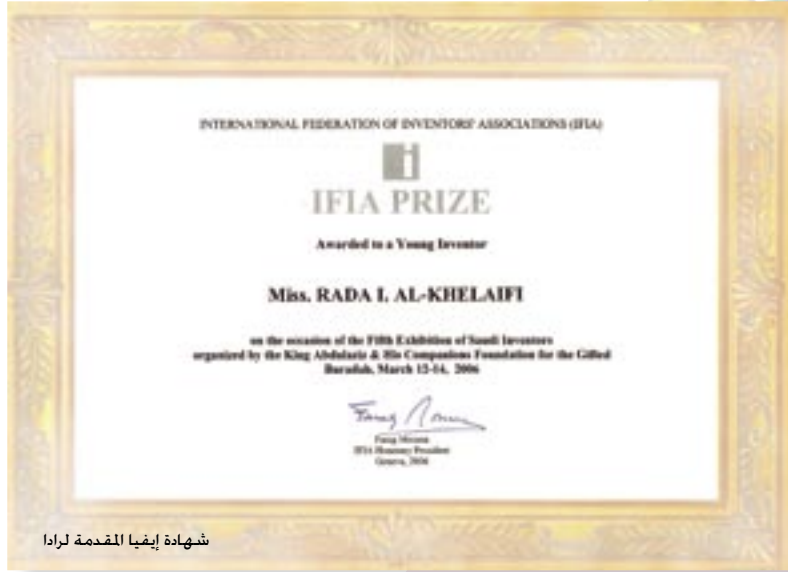 INTERNATIONAL FEDERATION OF INVENTORS' ASSOCIATIONS (IFIA)
IFIA PRIZE
Awarded to a Young Inventor
Miss. RADA I. AL-KHELAIFI
on the occasion of the Fifth Exhibition of Saudi Inventors
organized by the King Abdulaziz & His Companions Foundation for the Gifted
Buraidah, March 12-14, 2006
Farag Moussa
IFIA Honorary President
Geneva, 2006
شهادة إيفيا المقدمة لرادا